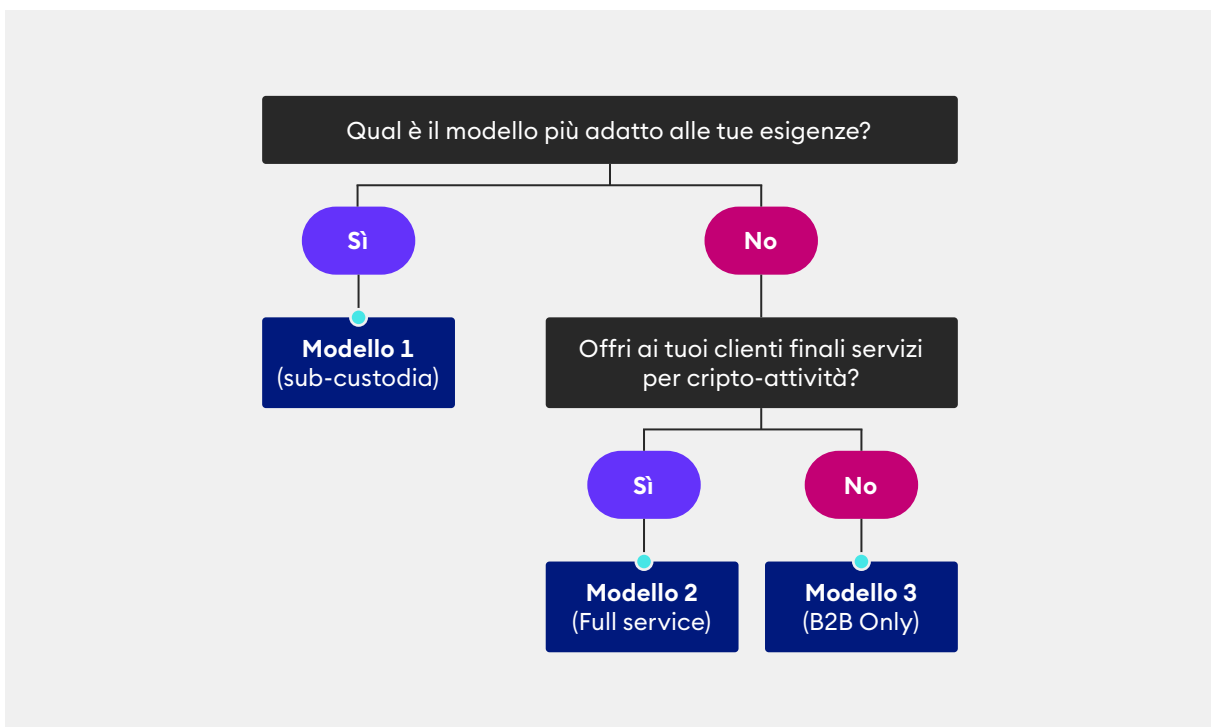 Qual è il modello più adatto alle tue esigenze?
Sì
No
Modello 1
(sub-custodia)
Offri ai tuoi clienti finali servizi
per cripto-attività?
Sì
No
Modello 2
(Full service)
Modello 3
(B2B Only)